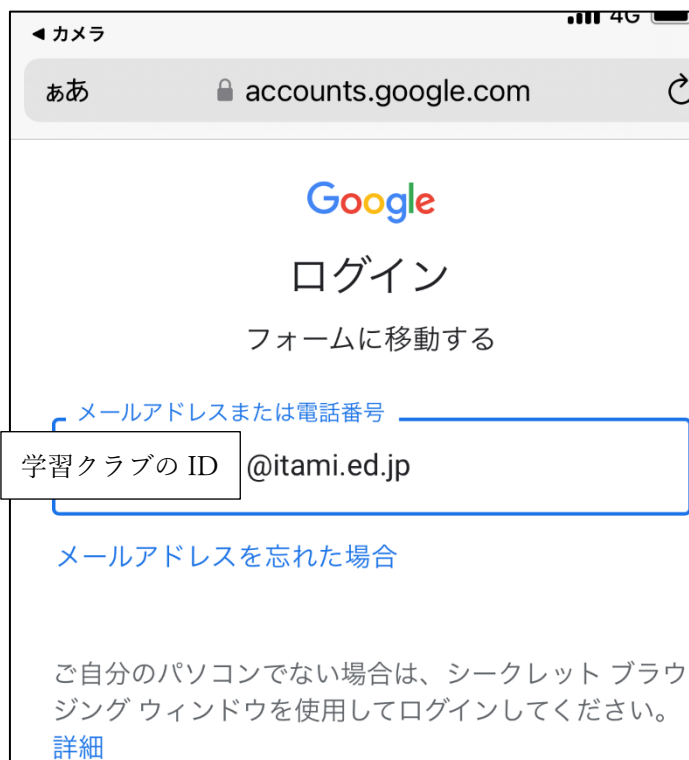 ◀ カメラ
4G
ぁあ accounts.google.com
Google
ログイン
フォームに移動する
メールアドレスまたは電話番号
学習クラブの ID @itami.ed.jp
メールアドレスを忘れた場合
ご自分のパソコンでない場合は、シークレット ブラウ
ジング ウィンドウを使用してログインしてください。
詳細